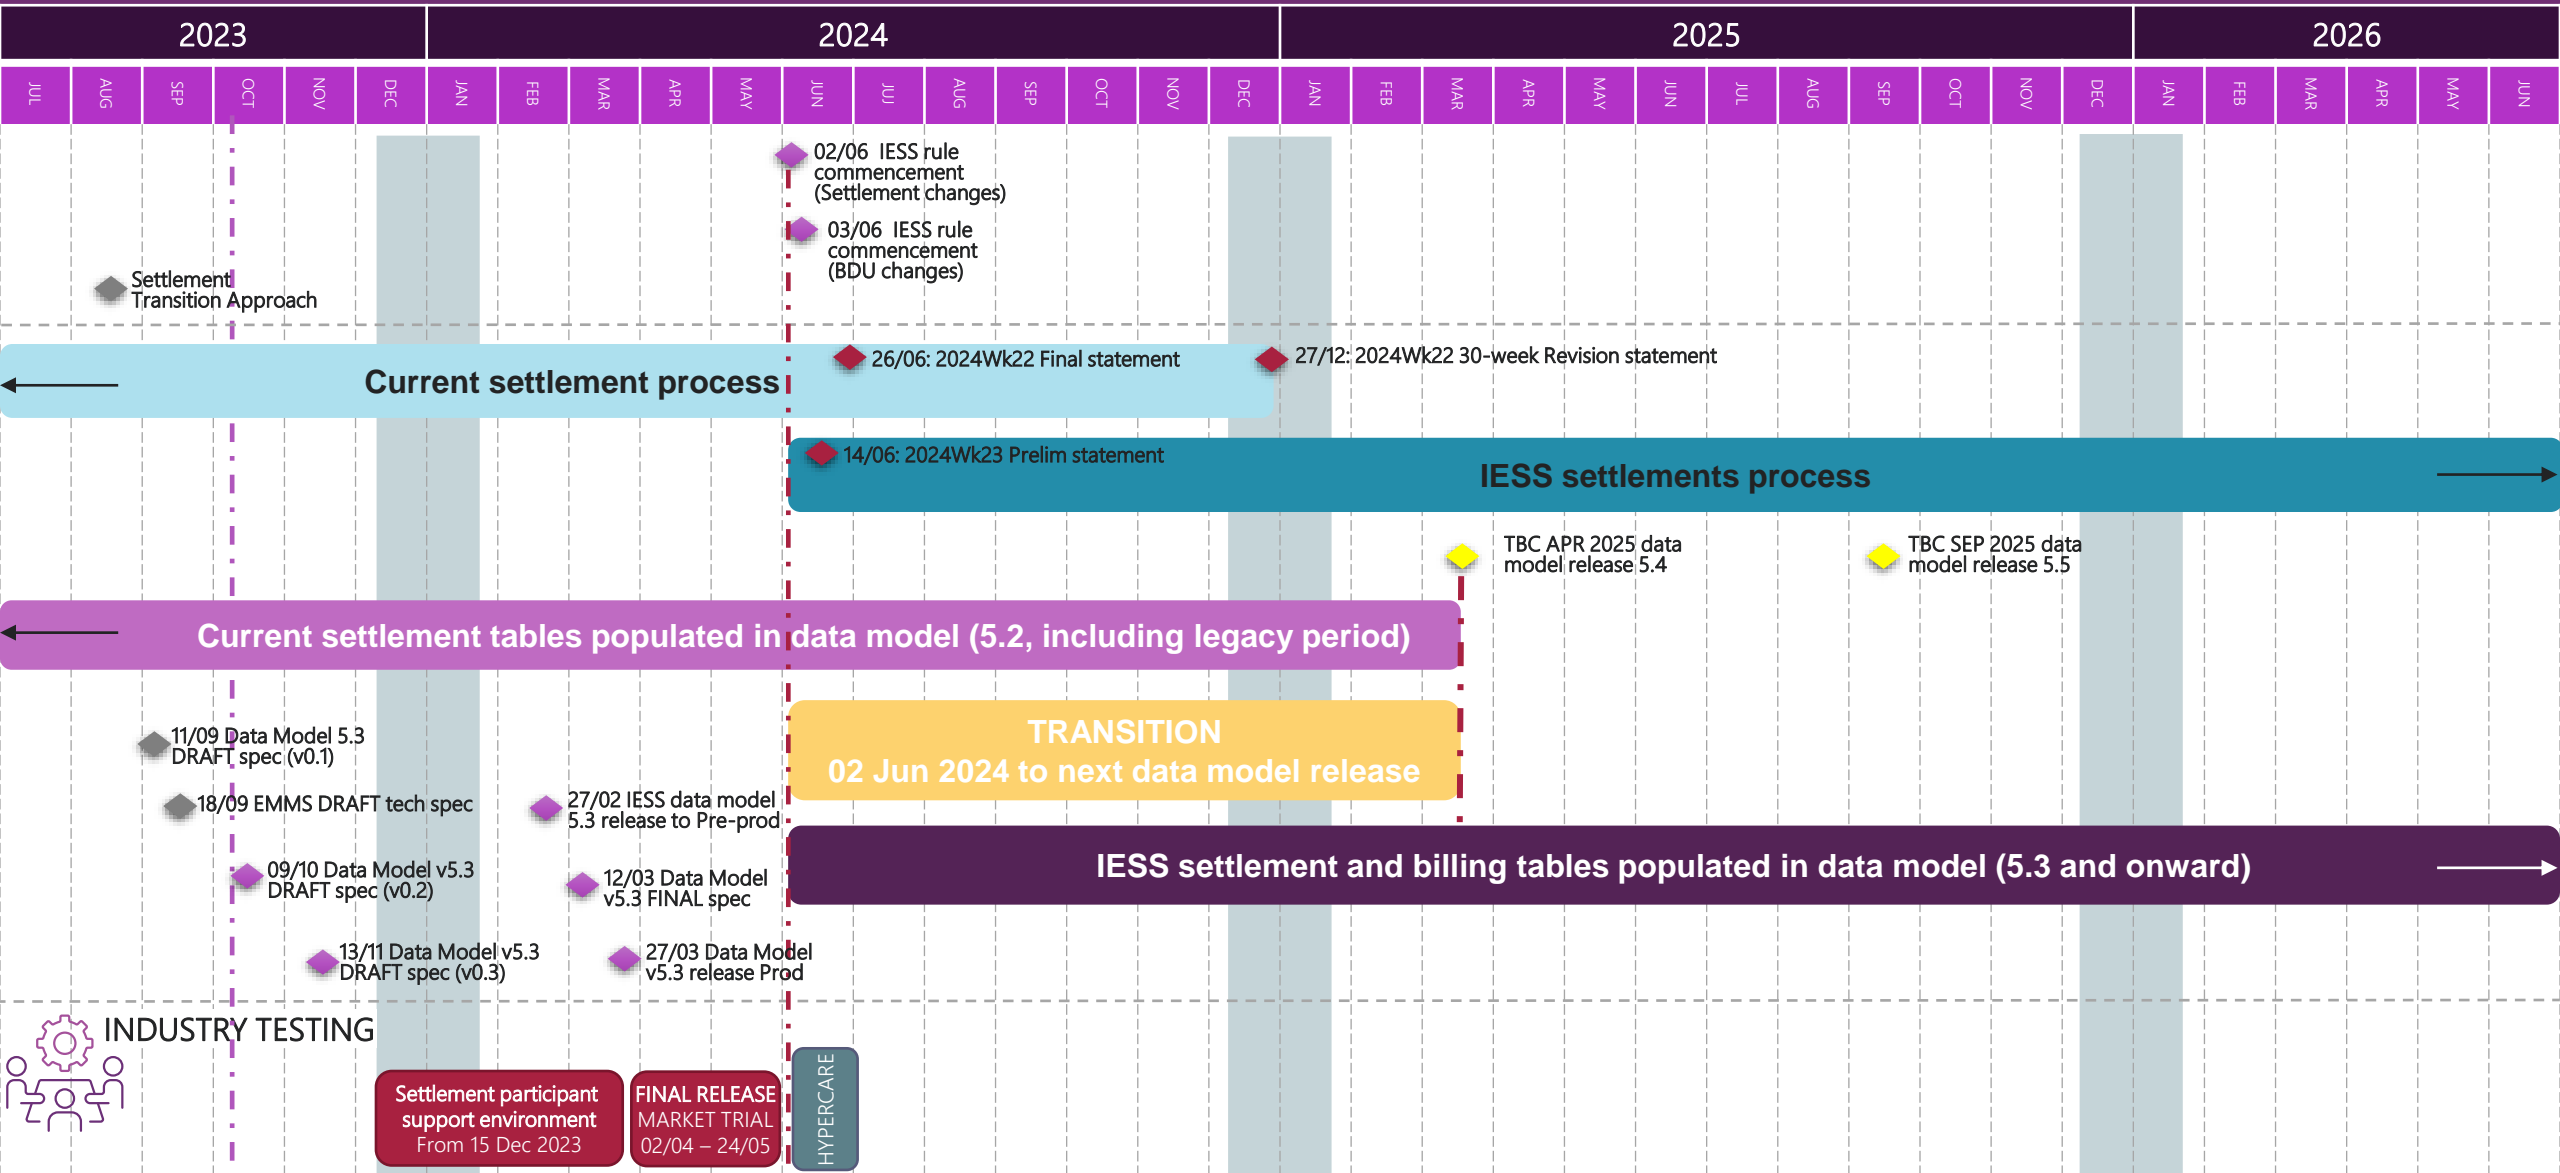 2023
2024
2025
2026
JUL
AUG
SEP
OCT
NOV
DEC
JAN
FEB
MAR
APR
MAY
JUN
JUJ
AUG
SEP
OCT
NOV
DEC
JAN
FEB
MAR
APR
MAY
JUN
JUL
AUG
SEP
OCT
NOV
DEC
JAN
FEB
MAR
APR
MAY
JUN
02/06 IESS rule
commencement
(Settlement changes)
03/06 IESS rule
commencement
(BDU changes)
Settlement
Transition Approach
Current settlement process
26/06: 2024Wk22 Final statement
27/12: 2024Wk22 30-week Revision statement
14/06: 2024Wk23 Prelim statement
IESS settlements process
TBC APR 2025 data
model release 5.4
TBC SEP 2025 data
model release 5.5
Current settlement tables populated in data model (5.2, including legacy period)
TRANSITION
02 Jun 2024 to next data model release
11/09 Data Model 5.3
DRAFT spec (v0.1)
18/09 EMMS DRAFT tech spec
27/02 IESS data model
5.3 release to Pre-prod
IESS settlement and billing tables populated in data model (5.3 and onward)
09/10 Data Model v5.3
DRAFT spec (v0.2)
12/03 Data Model
v5.3 FINAL spec
13/11 Data Model v5.3
DRAFT spec (v0.3)
27/03 Data Model
v5.3 release Prod
INDUSTRY TESTING
Settlement participant
support environment
From 15 Dec 2023
FINAL RELEASE
MARKET TRIAL
02/04 – 24/05
HYPERCARE